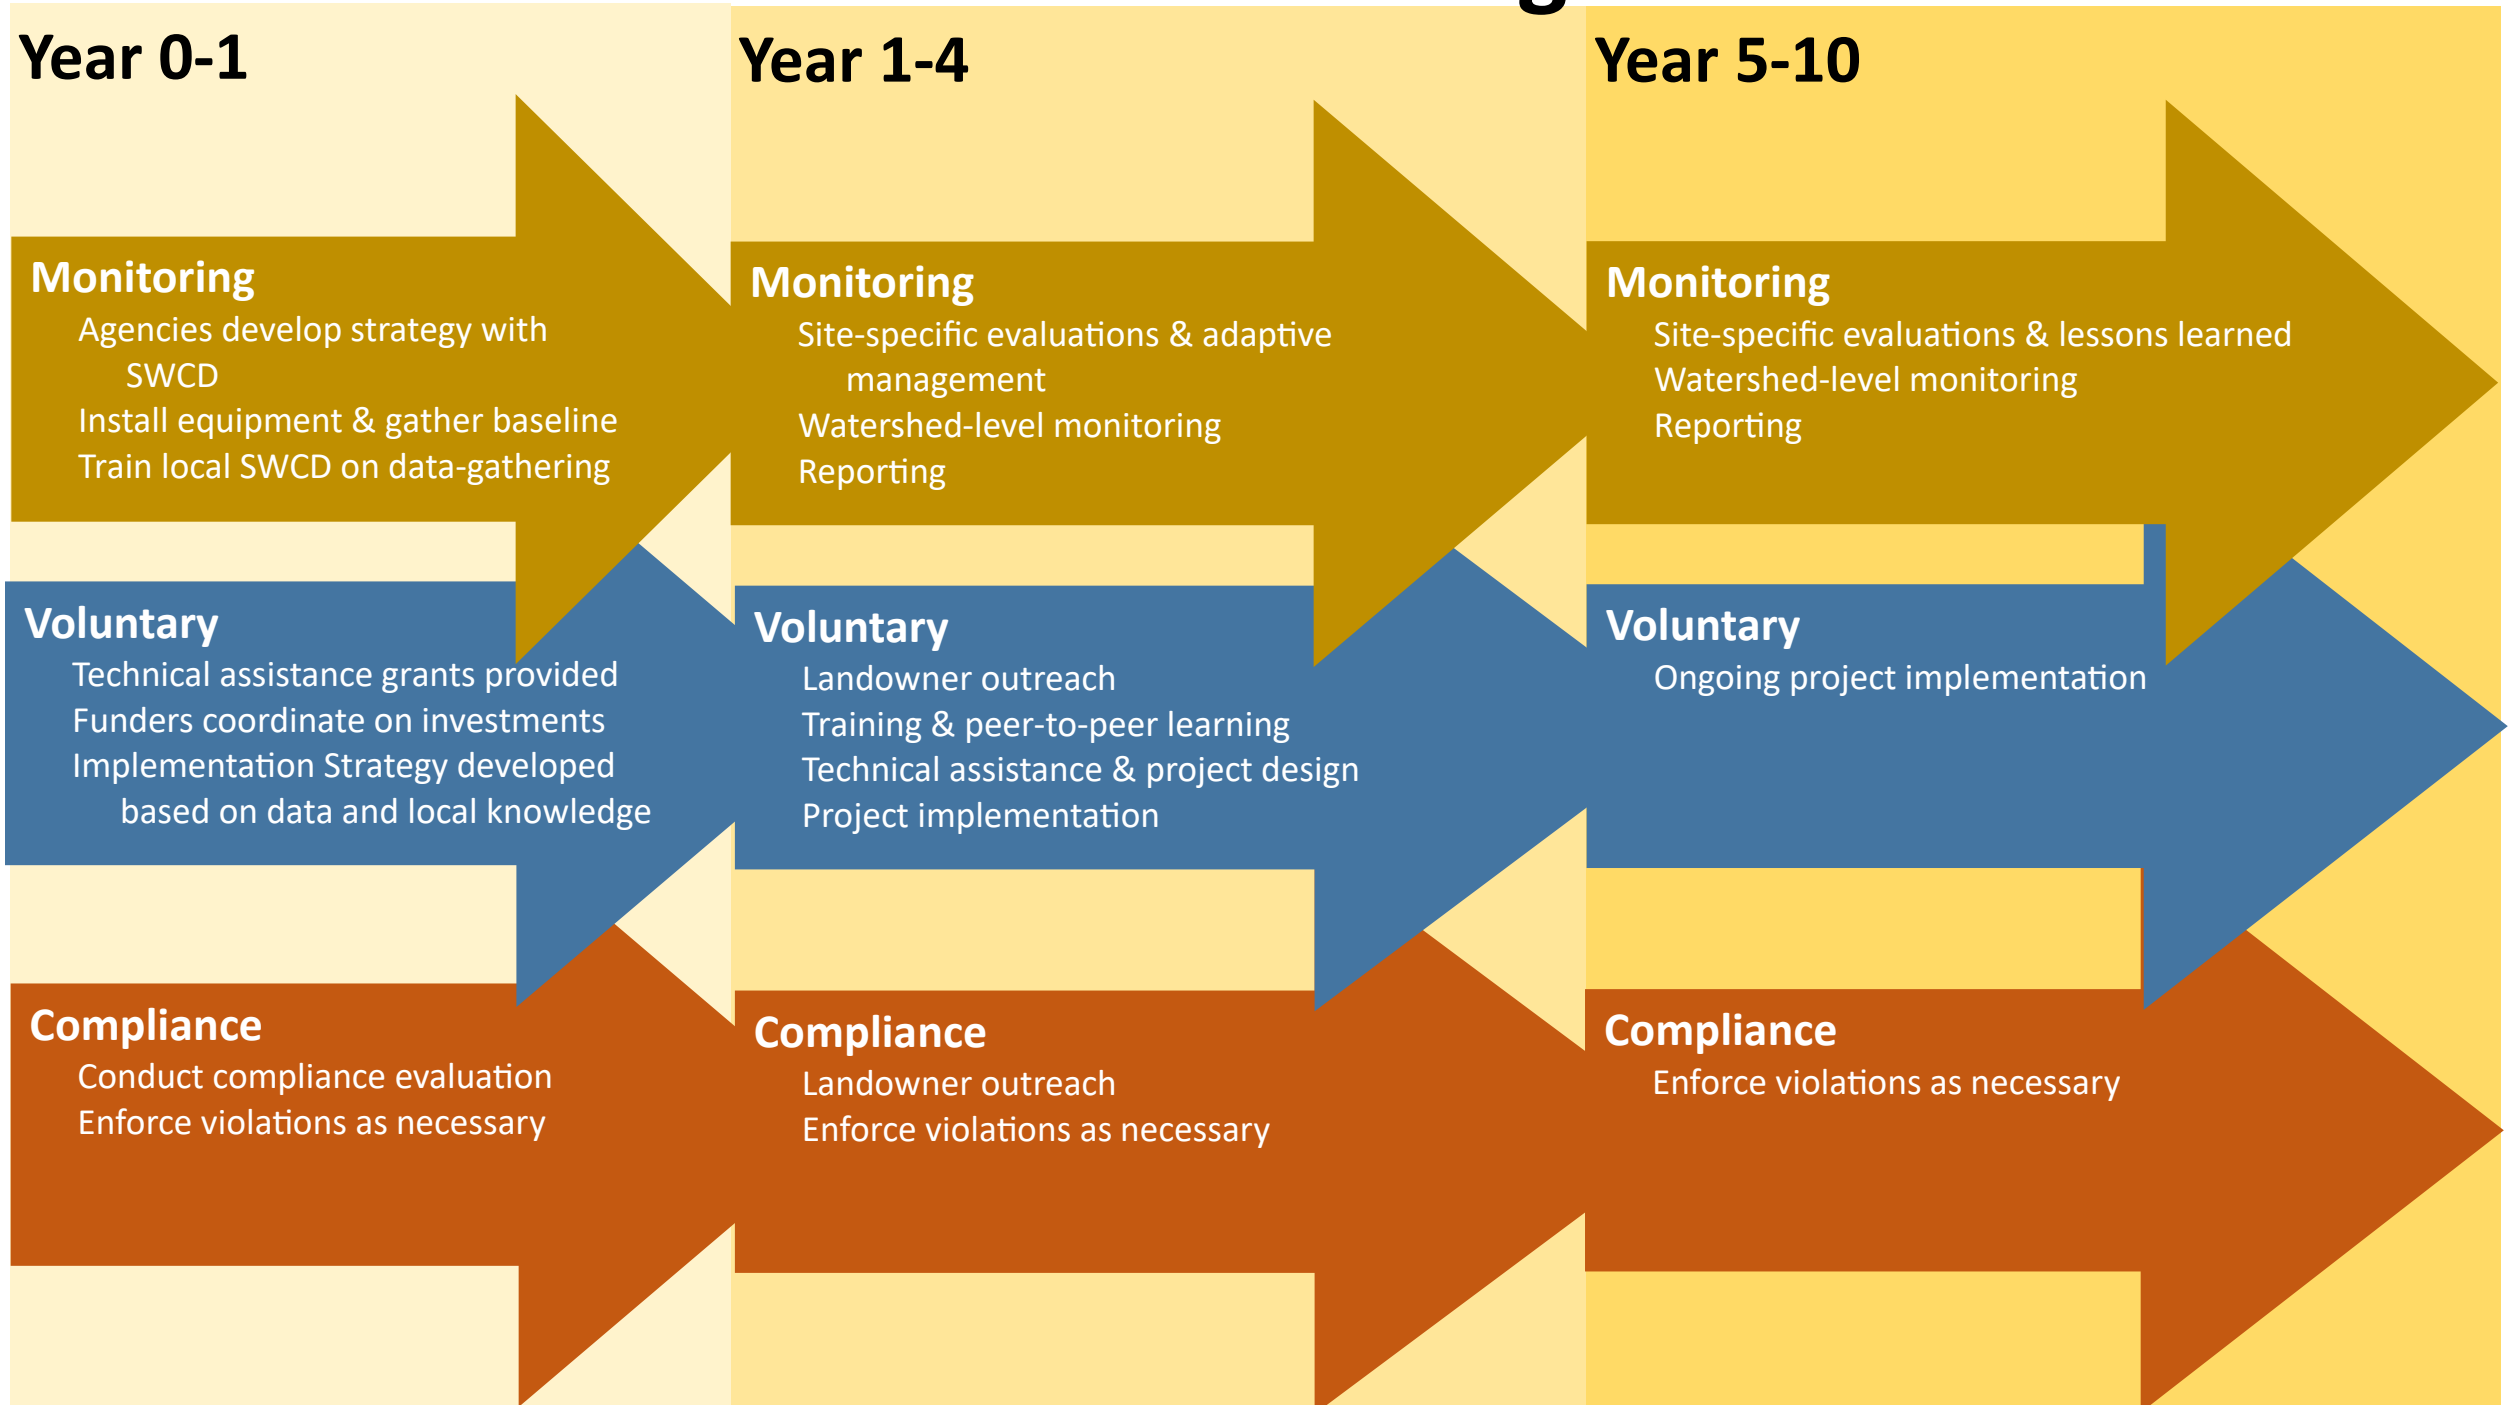 Year 0-1
Monitoring
Agencies develop strategy with
SWCD
Install equipment & gather baseline
Train local SWCD on data-gathering
Voluntary
Technical assistance grants provided
Funders coordinate on investments
Implementation Strategy developed
based on data and local knowledge
Compliance
Conduct compliance evaluation
Enforce violations as necessary
Year 1-4
Monitoring
Site-specific evaluations & adaptive
management
Watershed-level monitoring
Reporting
Voluntary
Landowner outreach
Training & peer-to-peer learning
Technical assistance & project design
Project implementation
Compliance
Landowner outreach
Enforce violations as necessary
Year 5-10
Monitoring
Site-specific evaluations & lessons learned
Watershed-level monitoring
Reporting
Voluntary
Ongoing project implementation
Compliance
Enforce violations as necessary